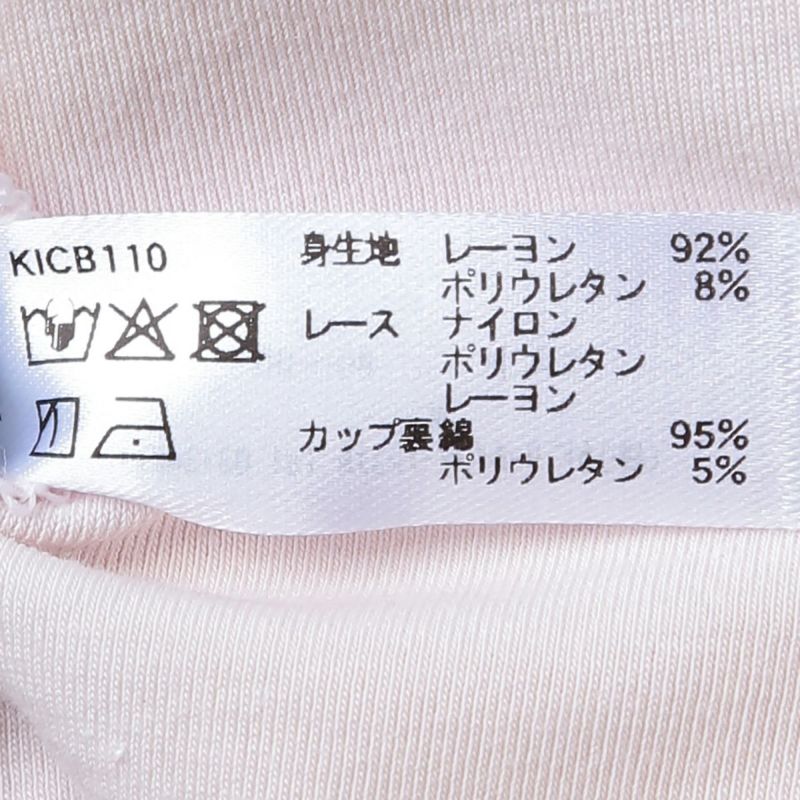 KICB110
身生地 レーヨン 92%
ポリウレタン 8%
レース ナイロン
ポリウレタン
レーヨン
カップ裏綿 95%
ポリウレタン 5%